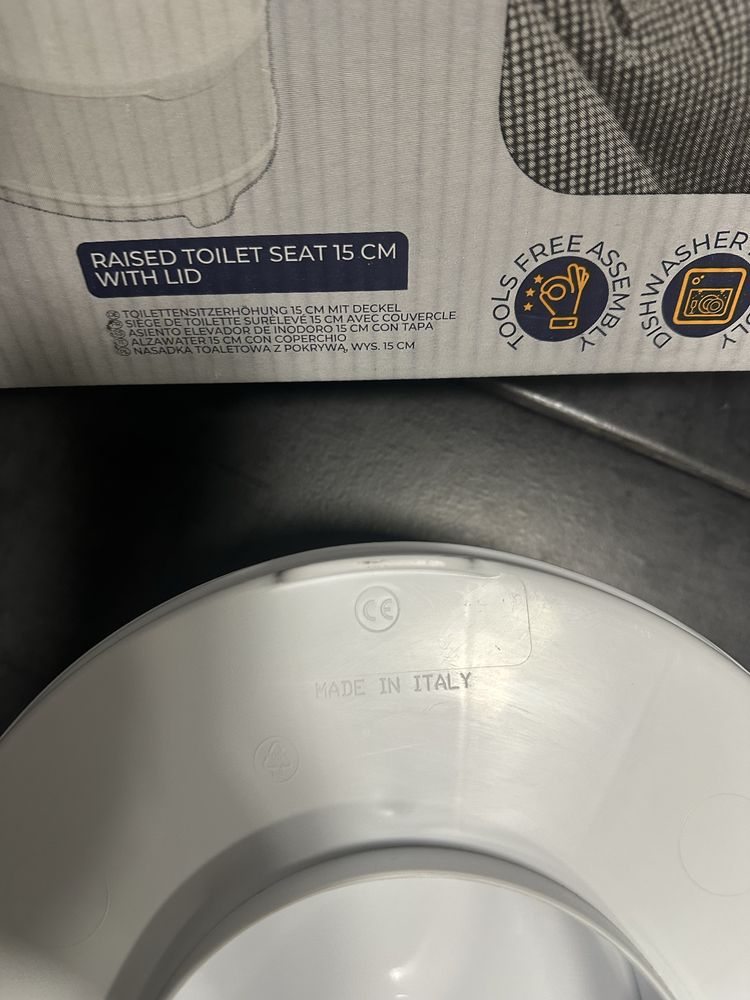 RAISED TOILET SEAT 15 CM
WITH LID
TOILETTENSITZERHÖHUNG 15 CM MIT DECKEL
SIÈGE DE TOILETTE SURÉLEVÉ 15 CM AVEC COUVERCLE
ASIENTO ELEVADOR DE INODORO 15 CM CON TAPA
ALZAWATER 15 CM CON COPERCHIO
NASADKA TOALETOWA Z POKRYWĄ, WYS. 15 CM
TOOLS FREE ASSEMBLY
DISHWASHER
CE
MADE IN ITALY